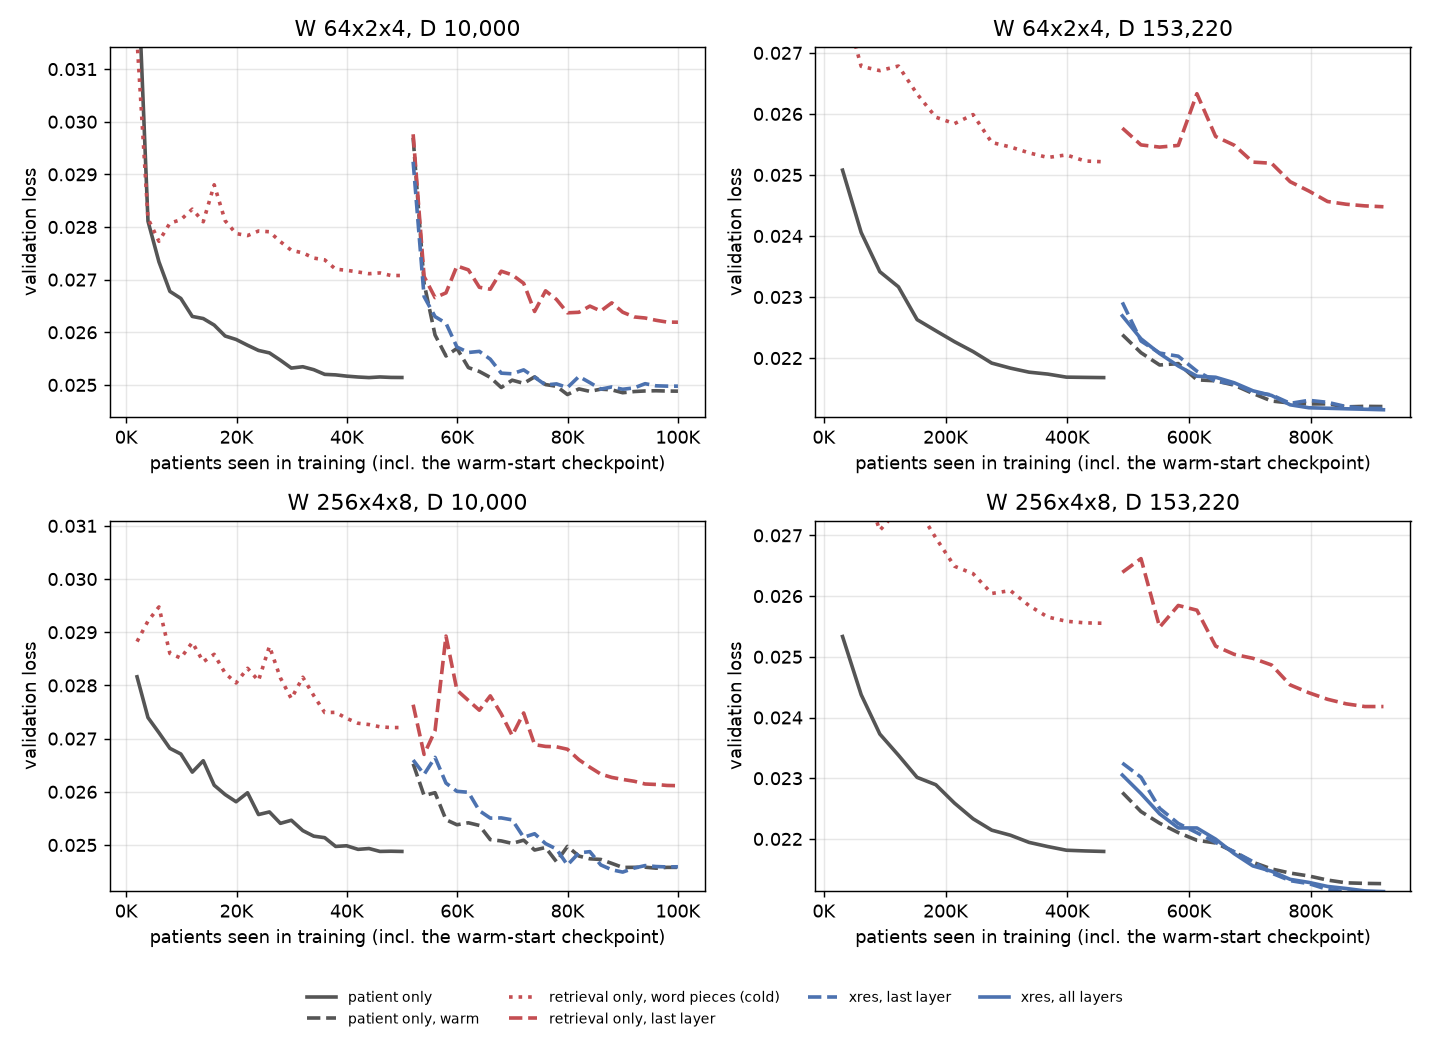 W 64x2x4, D 10,000
0.031
0.030
0.029
0.028
0.027
0.026
0.025
validation loss
0K 20K 40K 60K 80K 100K
patients seen in training (incl. the warm-start checkpoint)
W 64x2x4, D 153,220
0.027
0.026
0.025
0.024
0.023
0.022
validation loss
0K 200K 400K 600K 800K
patients seen in training (incl. the warm-start checkpoint)
W 256x4x8, D 10,000
0.031
0.030
0.029
0.028
0.027
0.026
0.025
validation loss
0K 20K 40K 60K 80K 100K
patients seen in training (incl. the warm-start checkpoint)
W 256x4x8, D 153,220
0.027
0.026
0.025
0.024
0.023
0.022
validation loss
0K 200K 400K 600K 800K
patients seen in training (incl. the warm-start checkpoint)
patient only
patient only, warm
retrieval only, word pieces (cold)
retrieval only, last layer
xres, last layer
xres, all layers